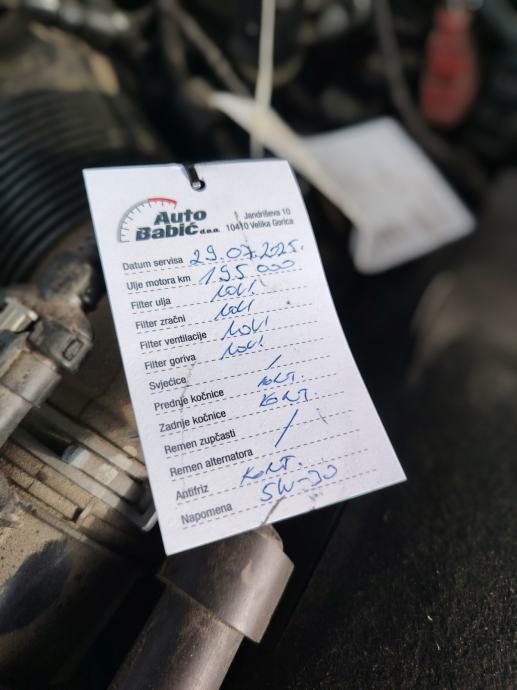 Auto
Babić d.o.o.
Jandrićeva 10
10410 Velika Gorica
Datum servisa 29.07.2025.
Ulje motora km 195 000
Filter ulja NOVI
Filter zračni NOVI
Filter ventilacije NOVI
Filter goriva NOVI
Svjećice /
Prednje kočnice KONT.
Zadnje kočnice KONT
Remen zupčasti /
Remen alternatora
Antifriz KONT.
Napomena 5W-30